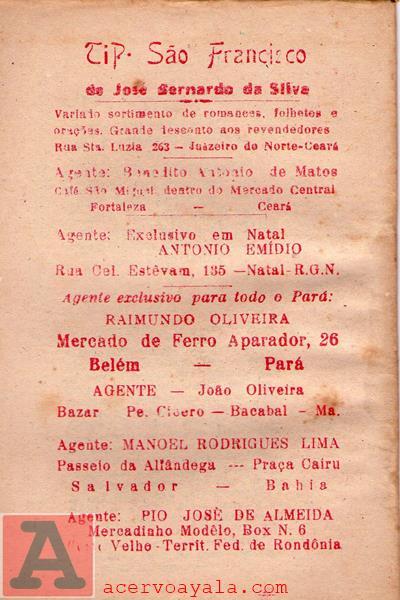 Tip. São Francisco
de José Bernardo da Silva
Variado sortimento de romances, folhetos e
orações. Grande desconto aos revendedores
Rua Sta. Luzia 263 — Juàzeiro do Norte-Ceará
Agente: Benedito Antonio de Matos
Café São Miguel, dentro do Mercado Central
Fortaleza — Ceará
Agente: Exclusivo em Natal
ANTONIO EMÍDIO
Rua Cel. Estêvam, 135 —Natal-R.G.N.
Agente exclusivo para todo o Pará:
RAIMUNDO OLIVEIRA
Mercado de Ferro Aparador, 26
Belém — Pará
AGENTE — João Oliveira
Bazar Pe. Cícero — Bacabal — Ma.
Agente: MANOEL RODRIGUES LIMA
Passeio da Alfândega --- Praça Cairu
Salvador — Bahia
Agente: PIO JOSÈ DE ALMEIDA
Mercadinho Modêlo, Box N. 6
Velho-Territ. Fed. de Rondônia
A
acervoayala.com